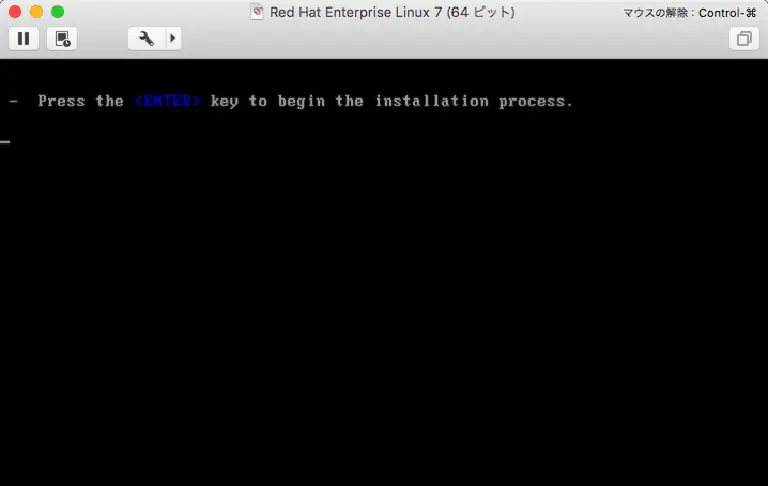 Red Hat Enterprise Linux 7 (64 ビット)
マウスの解除：Control-⌘
- Press the <ENTER> key to begin the installation process.